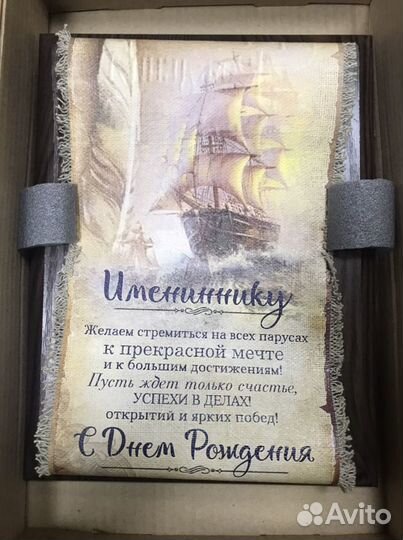 Имениннику
Желаем стремиться на всех парусах
к прекрасной мечте
и к большим достижениям!
Пусть ждет только счастье,
УСПЕХИ В ДЕЛАХ!
открытий и ярких побед!
С Днем Рождения
Avito